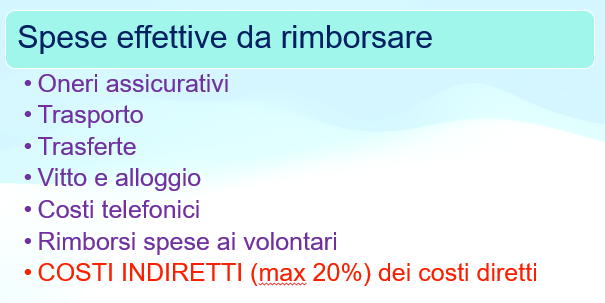 Spese effettive da rimborsare
• Oneri assicurativi
• Trasporto
• Trasferte
• Vitto e alloggio
• Costi telefonici
• Rimborsi spese ai volontari
• COSTI INDIRETTI (max 20%) dei costi diretti